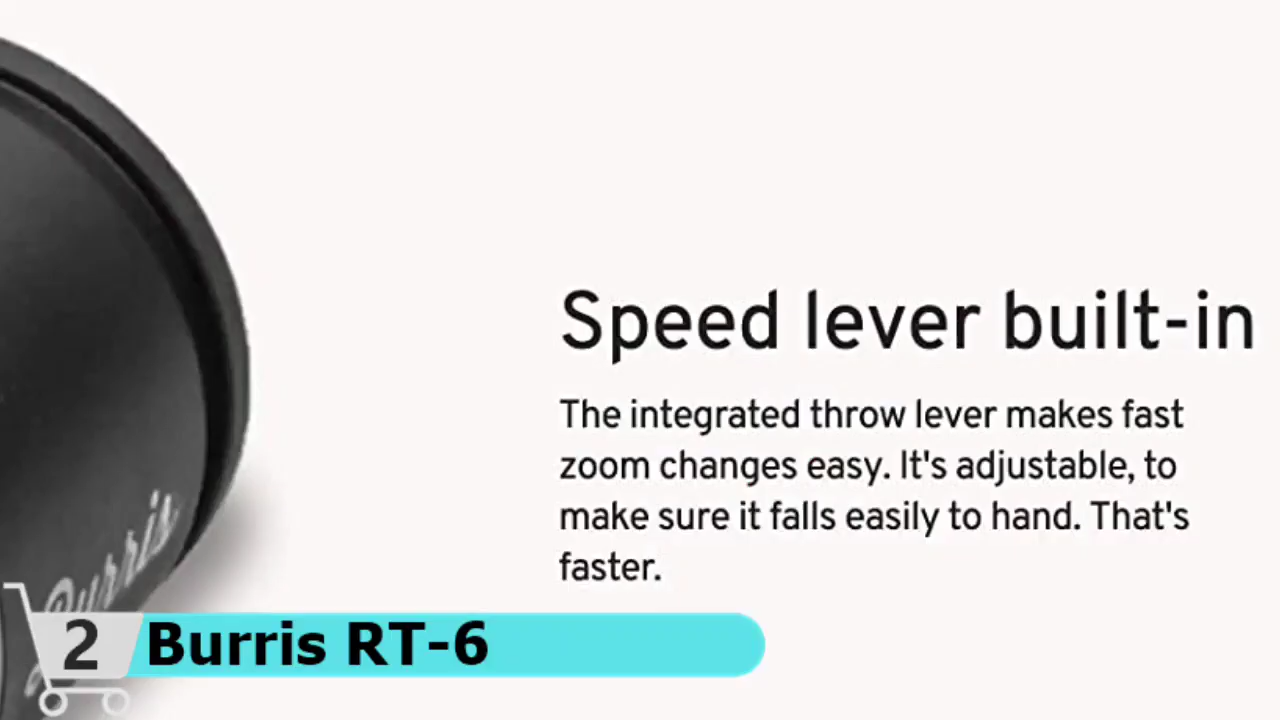 Speed lever built-in
The integrated throw lever makes fast
zoom changes easy. It's adjustable, to
make sure it falls easily to hand. That's
faster.
Burris
2 Burris RT-6